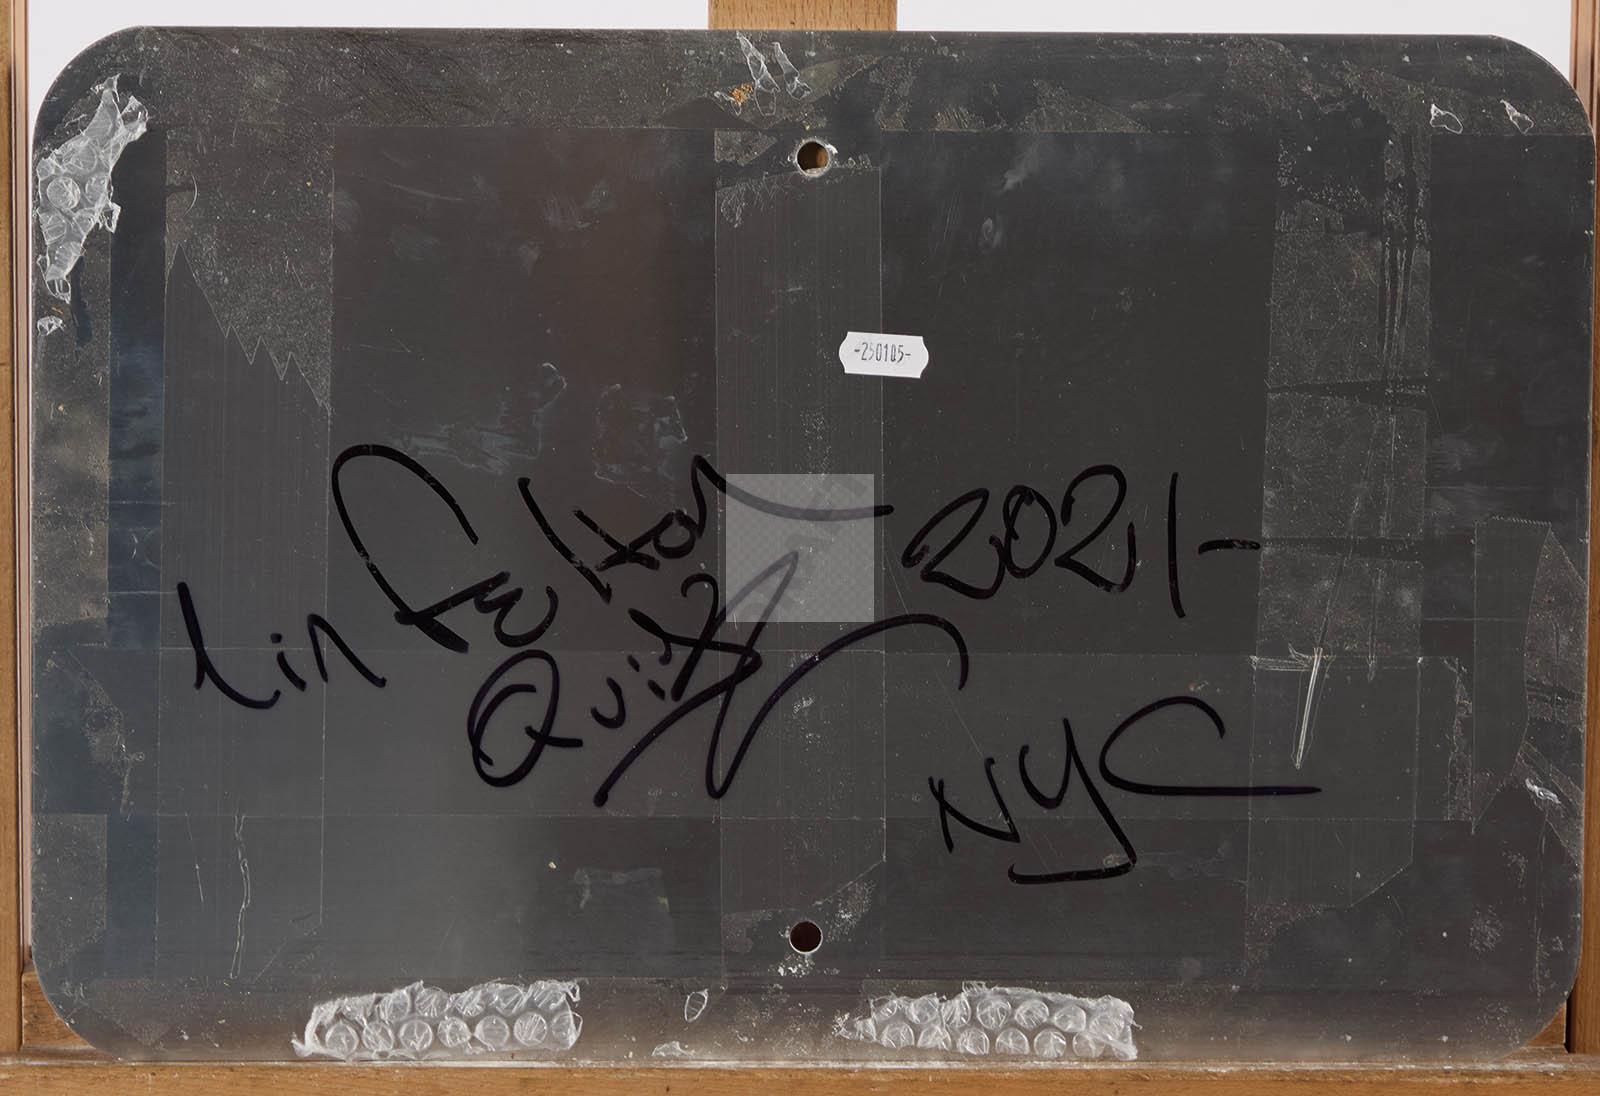 -250105-
Lin Felton 2021-
Quik
NYC